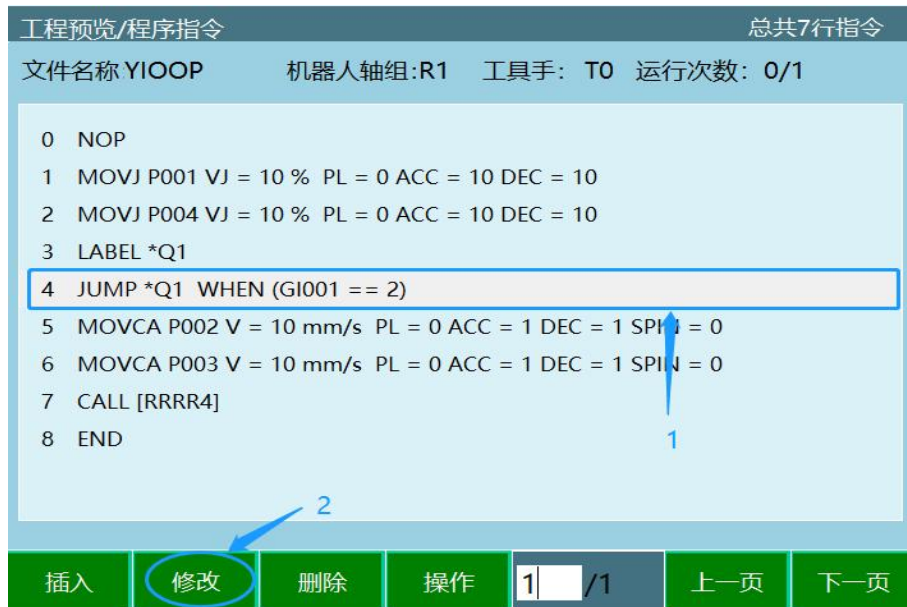 工程预览/程序指令 总共7行指令
文件名称:YIOOP 机器人轴组:R1 工具手: T0 运行次数: 0/1
0 NOP
1 MOVJ P001 VJ = 10 % PL = 0 ACC = 10 DEC = 10
2 MOVJ P004 VJ = 10 % PL = 0 ACC = 10 DEC = 10
3 LABEL *Q1
4 JUMP *Q1 WHEN (GI001 == 2)
5 MOVCA P002 V = 10 mm/s PL = 0 ACC = 1 DEC = 1 SPIN = 0
6 MOVCA P003 V = 10 mm/s PL = 0 ACC = 1 DEC = 1 SPIN = 0
7 CALL [RRRR4]
8 END
1
2
插入 修改 删除 操作 1 /1 上一页 下一页